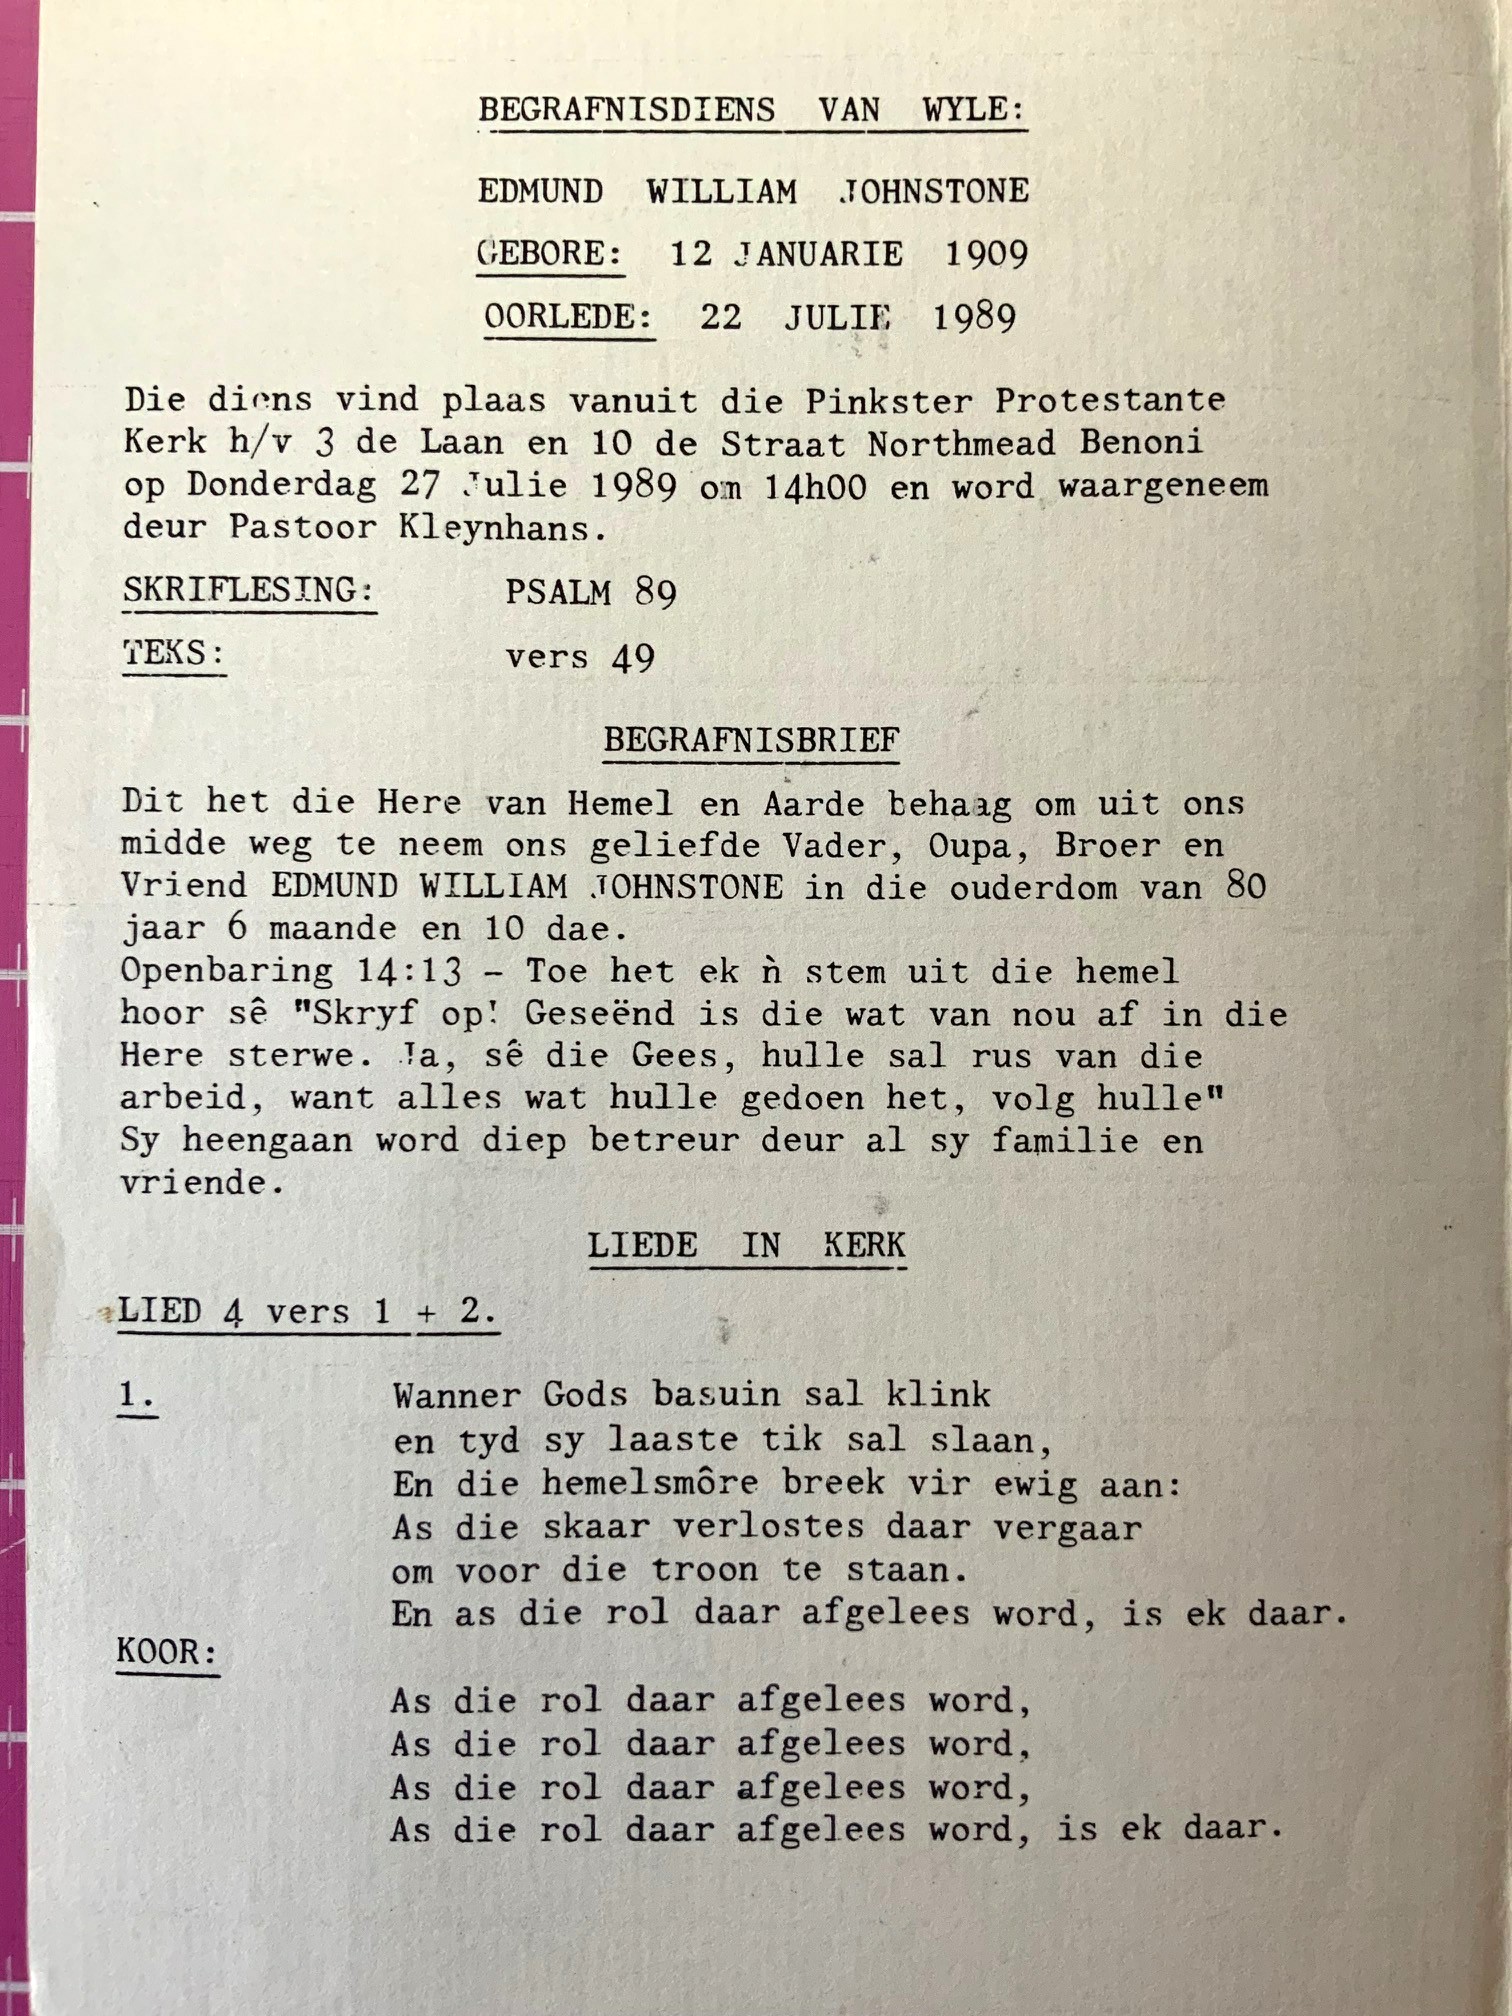 BEGRAFNISDIENS VAN WYLE:
EDMUND WILLIAM JOHNSTONE
GEBORE: 12 JANUARIE 1909
OORLEDE: 22 JULIE 1989
Die diens vind plaas vanuit die Pinkster Protestante
Kerk h/v 3 de Laan en 10 de Straat Northmead Benoni
op Donderdag 27 Julie 1989 om 14h00 en word waargeneem
deur Pastoor Kleynhans.
SKRIFLESING: PSALM 89
TEKS: vers 49
BEGRAFNISBRIEF
Dit het die Here van Hemel en Aarde behaag om uit ons
midde weg te neem ons geliefde Vader, Oupa, Broer en
Vriend EDMUND WILLIAM JOHNSTONE in die ouderdom van 80
jaar 6 maande en 10 dae.
Openbaring 14:13 - Toe het ek ǹ stem uit die hemel
hoor sê "Skryf op! Geseënd is die wat van nou af in die
Here sterwe. Ja, sê die Gees, hulle sal rus van die
arbeid, want alles wat hulle gedoen het, volg hulle"
Sy heengaan word diep betreur deur al sy familie en
vriende.
LIEDE IN KERK
LIED 4 vers 1 + 2.
1. Wanner Gods basuin sal klink
en tyd sy laaste tik sal slaan,
En die hemelsmôre breek vir ewig aan:
As die skaar verlostes daar vergaar
om voor die troon te staan.
En as die rol daar afgelees word, is ek daar.
KOOR:
As die rol daar afgelees word,
As die rol daar afgelees word,
As die rol daar afgelees word,
As die rol daar afgelees word, is ek daar.